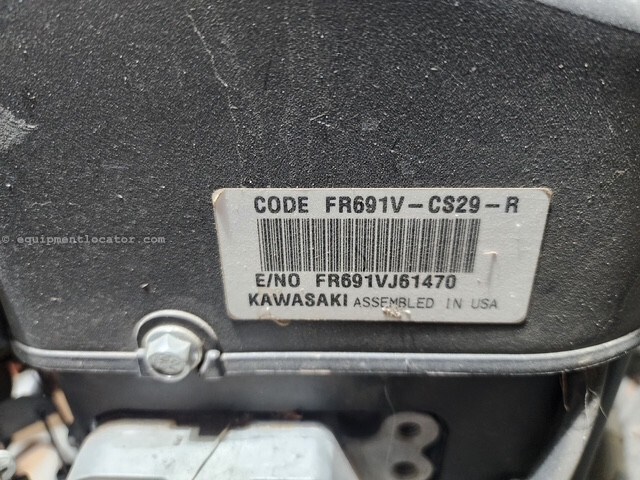 CODE FR691V-CS29-R
© equipmentlocator.com
E/NO FR691VJ61470
KAWASAKI ASSEMBLED IN USA